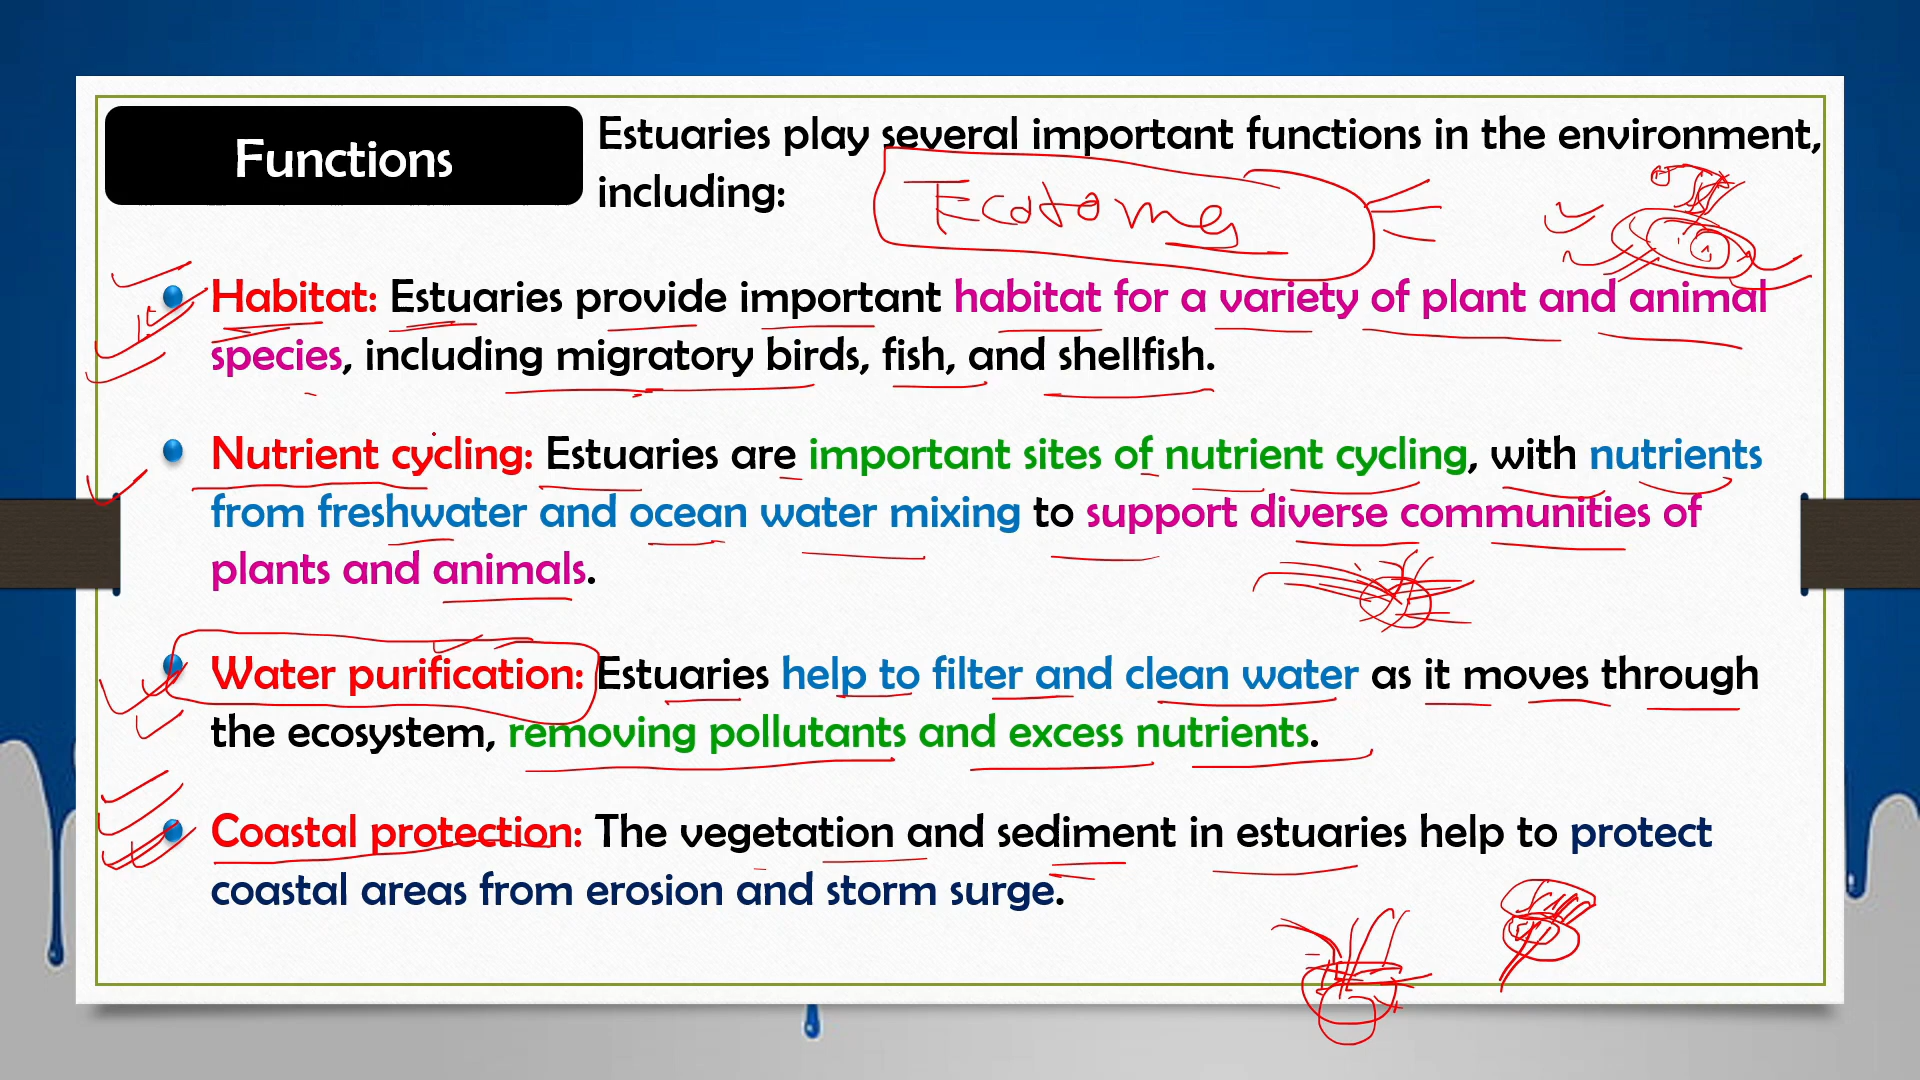 Functions
Estuaries play several important functions in the environment,
including:
Ecotome
Habitat: Estuaries provide important habitat for a variety of plant and animal
species, including migratory birds, fish, and shellfish.
Nutrient cycling: Estuaries are important sites of nutrient cycling, with nutrients
from freshwater and ocean water mixing to support diverse communities of
plants and animals.
Water purification: Estuaries help to filter and clean water as it moves through
the ecosystem, removing pollutants and excess nutrients.
Coastal protection: The vegetation and sediment in estuaries help to protect
coastal areas from erosion and storm surge.